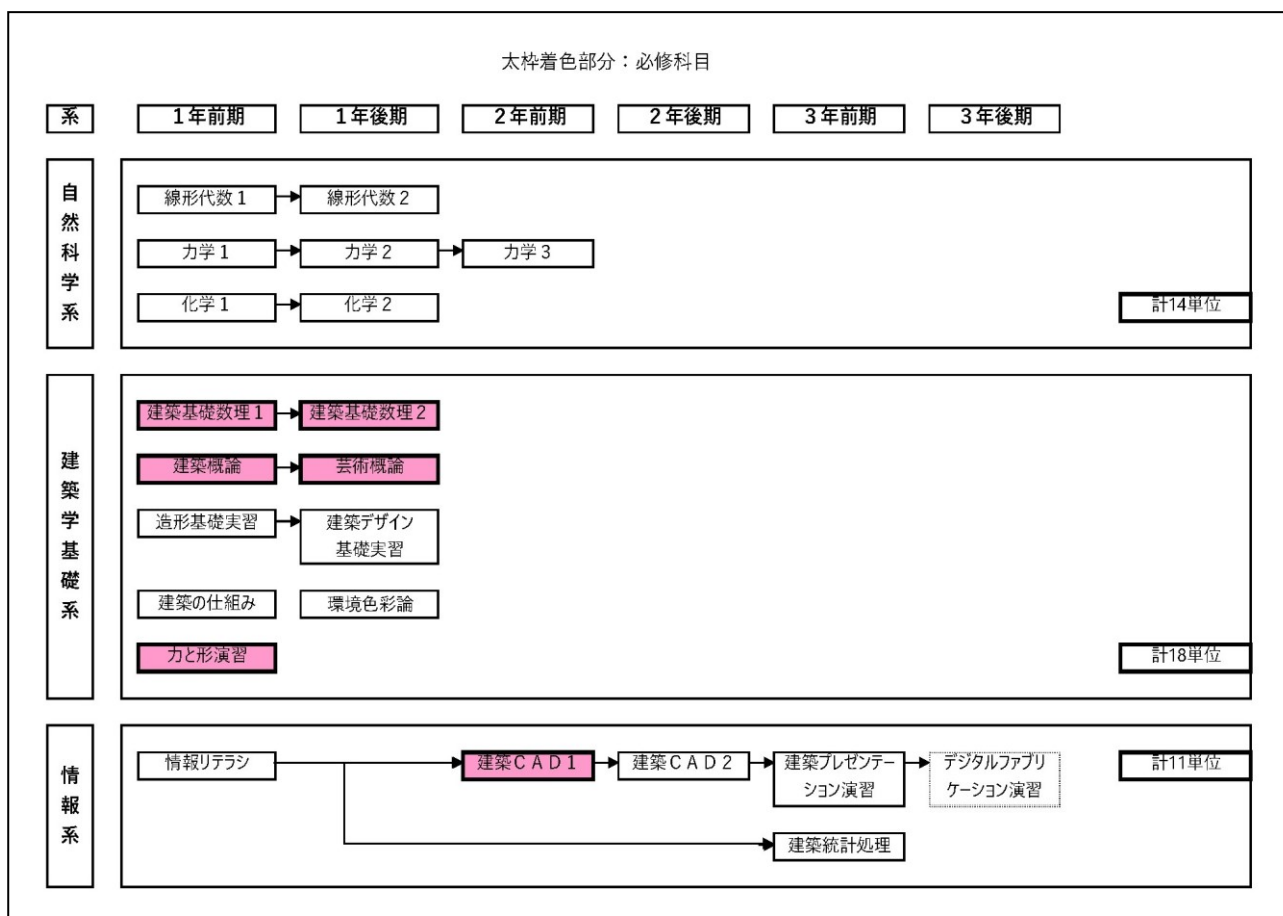 太枠着色部分：必修科目
系 1年前期 1年後期 2年前期 2年後期 3年前期 3年後期
自然科学系
線形代数1 線形代数2
力学1 力学2 力学3
化学1 化学2 計14単位
建築学基礎系
建築基礎数理1 建築基礎数理2
建築概論 芸術概論
造形基礎実習 建築デザイン
基礎実習
建築の仕組み 環境色彩論
力と形演習 計18単位
情報系
情報リテラシ 建築CAD1 建築CAD2 建築プレゼンテー
ション演習 デジタルファブリ
ケーション演習 計11単位
建築統計処理